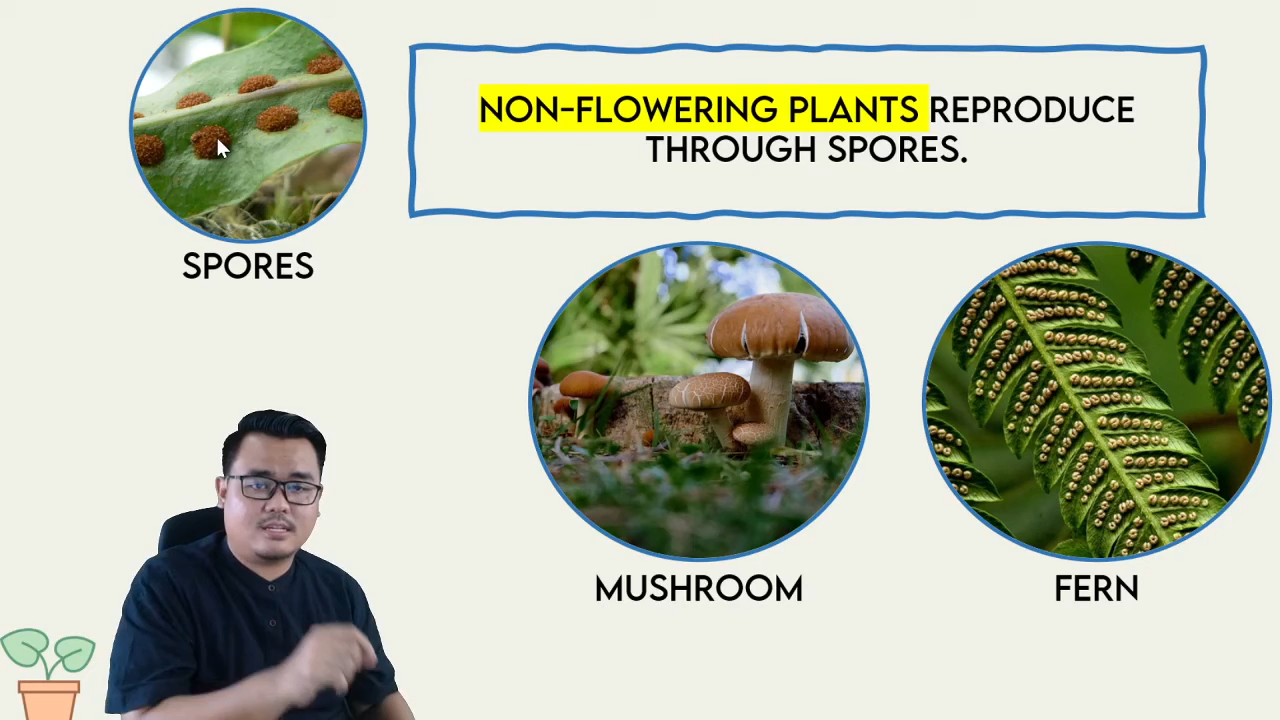 NON-FLOWERING PLANTS REPRODUCE
THROUGH SPORES.
SPORES
MUSHROOM
FERN